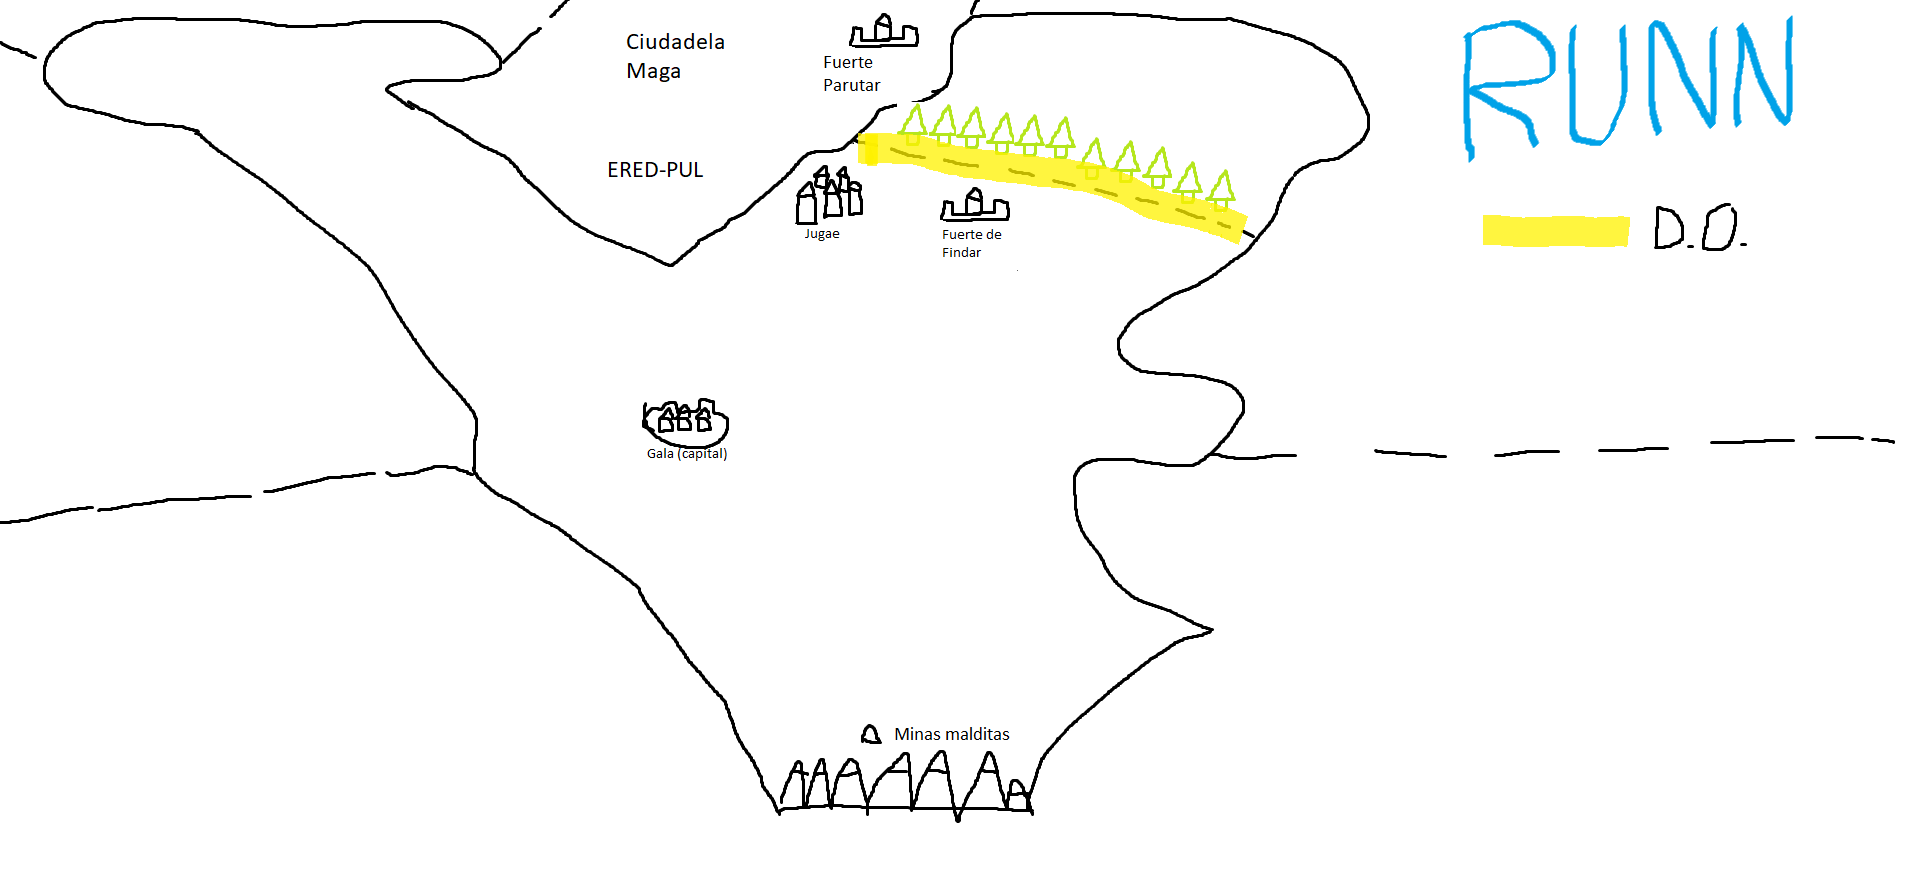 Ciudadela
Maga
Fuerte
Parutar
RUNN
ERED-PUL
D.O.
Jugae
Fuerte de
Findar
Gala (capital)
Minas malditas